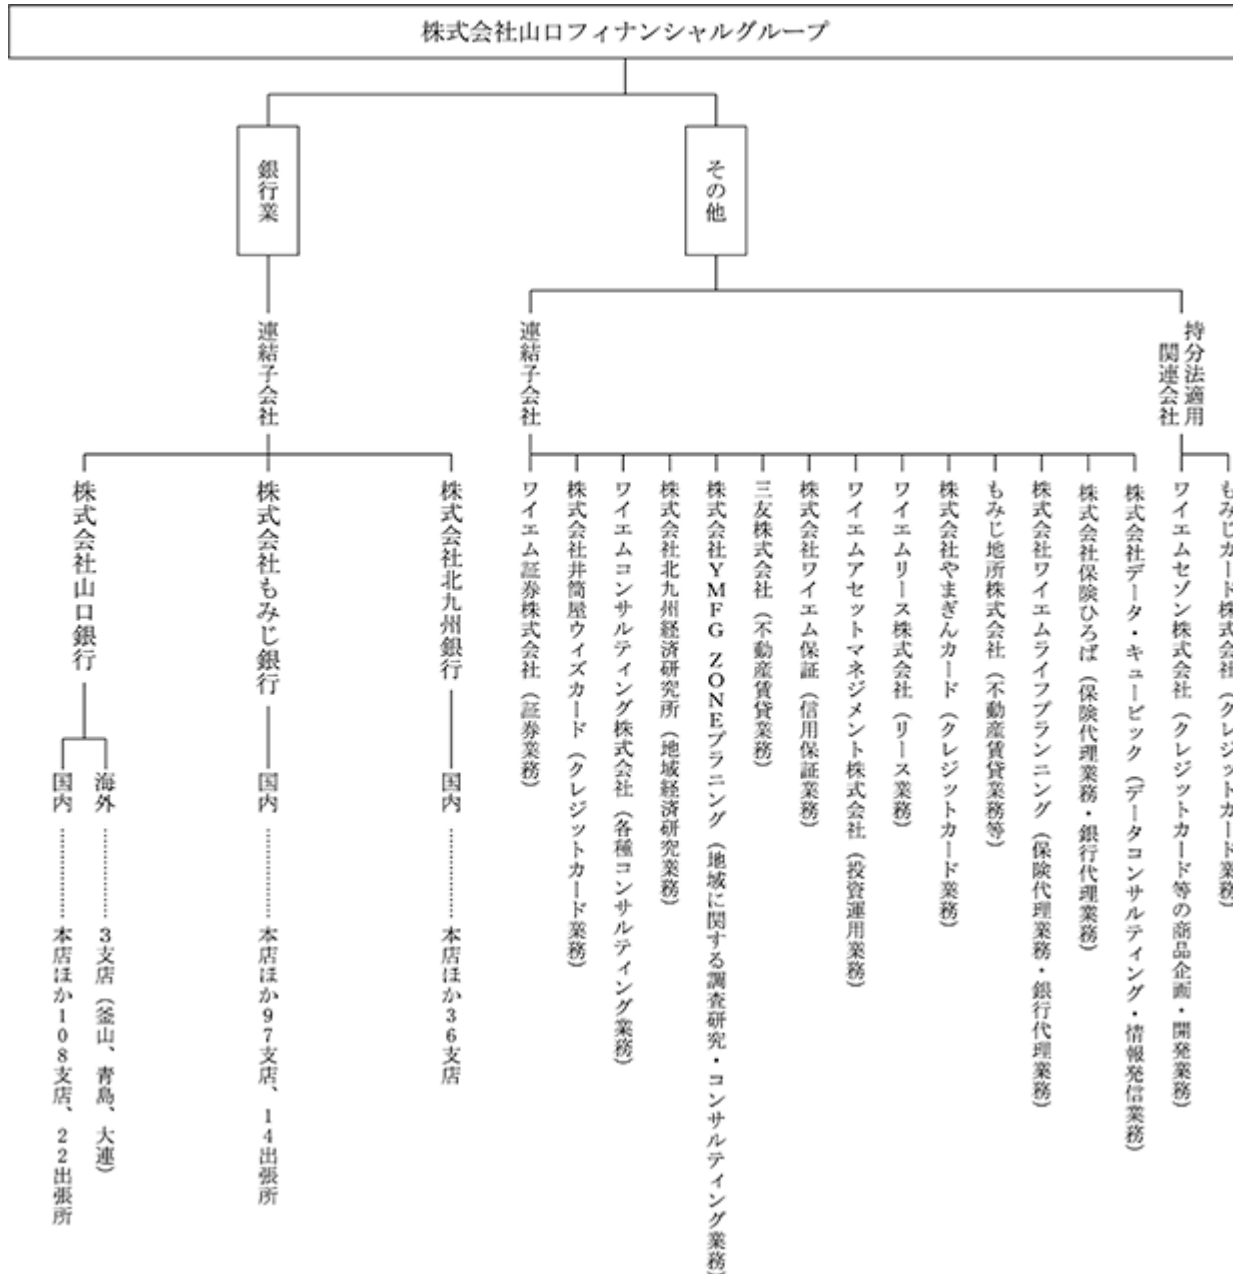 株式会社山口フィナンシャルグループ
銀行業
その他
連結子会社
連結子会社
持分法適用
関連会社
株式会社山口銀行
国内
本店ほか108支店、22出張所
海外
3支店（釜山、青島、大連）
株式会社もみじ銀行
国内
本店ほか97支店、14出張所
株式会社北九州銀行
国内
本店ほか36支店
ワイエム証券株式会社（証券業務）
株式会社井筒屋ウィズカード（クレジットカード業務）
ワイエムコンサルティング株式会社（各種コンサルティング業務）
株式会社北九州経済研究所（地域経済研究業務）
株式会社YMFG ZONEプラニング（地域に関する調査研究・コンサルティング業務）
三友株式会社（不動産賃貸業務）
株式会社ワイエム保証（信用保証業務）
ワイエムアセットマネジメント株式会社（投資運用業務）
ワイエムリース株式会社（リース業務）
株式会社やまぎんカード（クレジットカード業務）
もみじ地所株式会社（不動産賃貸業務等）
株式会社ワイエムライフプランニング（保険代理業務・銀行代理業務）
株式会社保険ひろば（保険代理業務・銀行代理業務）
株式会社データ・キュービック（データコンサルティング・情報発信業務）
ワイエムセゾン株式会社（クレジットカード等の商品企画・開発業務）
もみじカード株式会社（クレジットカード業務）